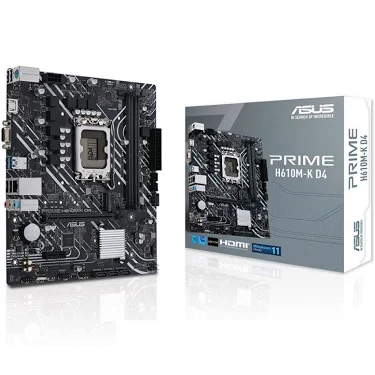 PRIME H610M-K D4
ASUS
ASUS
IN SEARCH OF INCREDIBLE
PRIME
H610M-K D4
HDMI
11